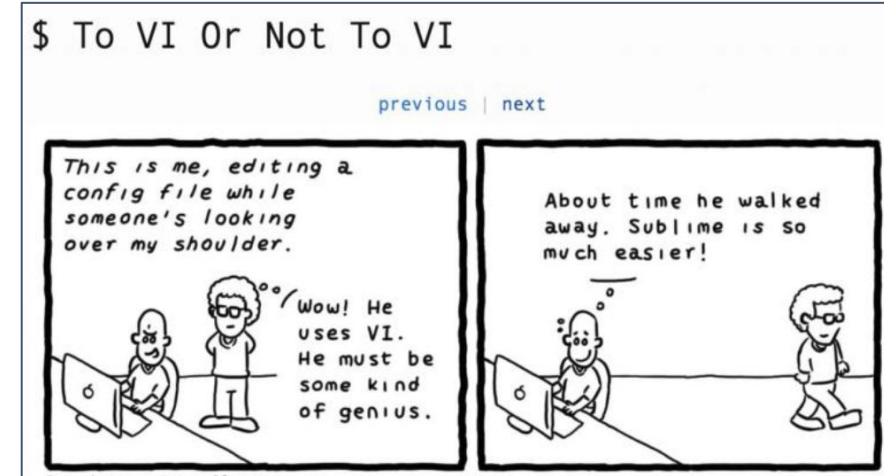 $ To VI Or Not To VI
previous | next
This is me, editing a
config file while
someone's looking
over my shoulder.
Wow! He
uses VI.
He must be
some kind
of genius.
About time he walked
away. Sublime is so
much easier!